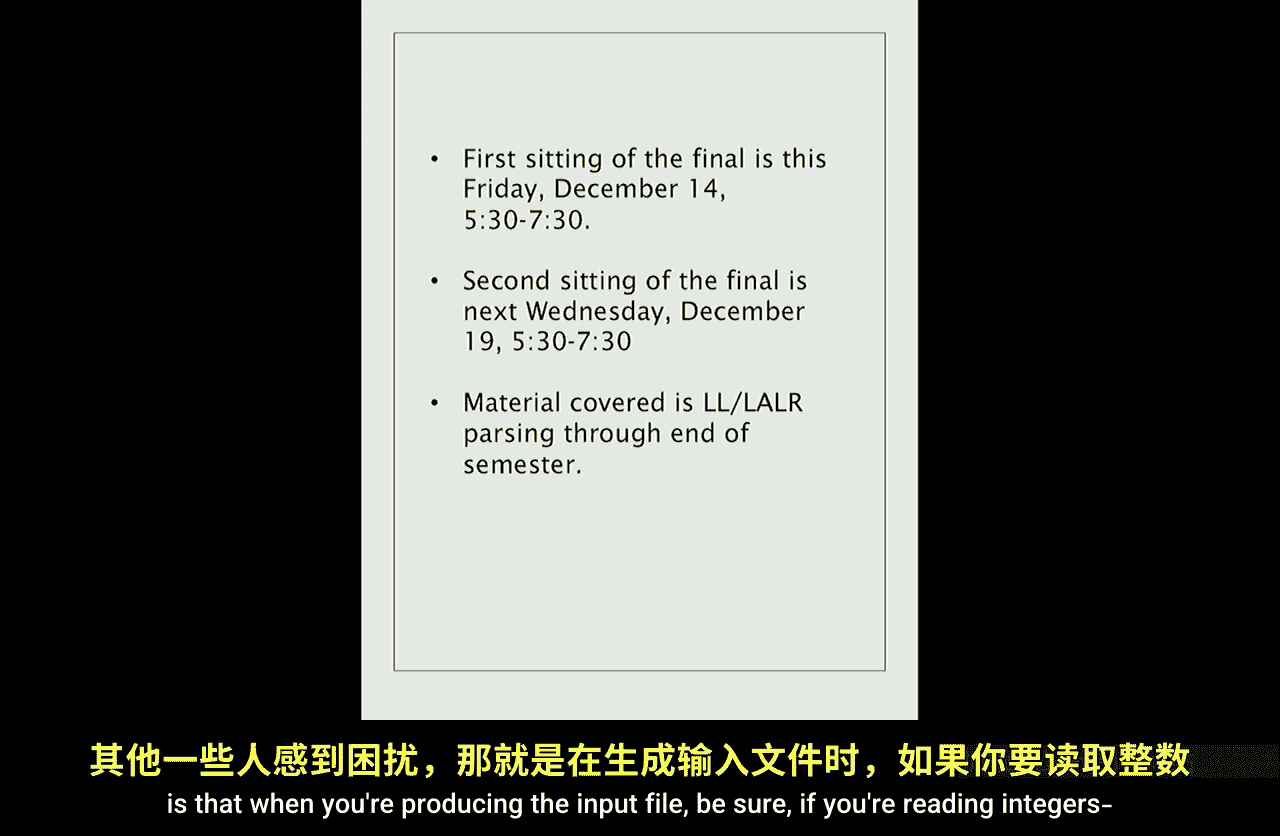 • First sitting of the final is this
Friday, December 14,
5:30-7:30.
• Second sitting of the final is
next Wednesday, December
19, 5:30-7:30
• Material covered is LL/LALR
parsing through end of
semester.
其他一些人感到困扰，那就是在生成输入文件时，如果你要读取整数
is that when you're producing the input file, be sure, if you're reading integers–